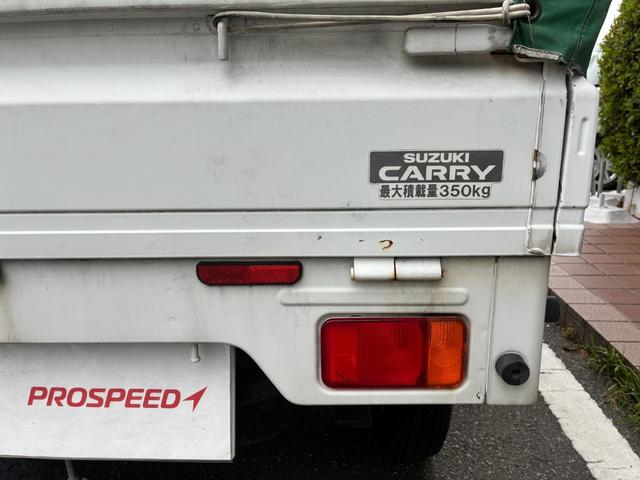 SUZUKI
CARRY
最大積載量350kg
PROSPEED